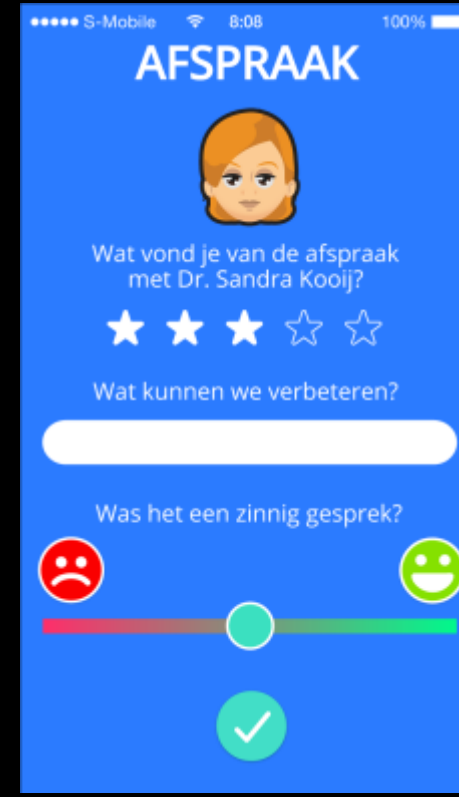 S-Mobile 8:08 100%
AFSPRAAK
Wat vond je van de afspraak
met Dr. Sandra Kooij?
Wat kunnen we verbeteren?
Was het een zinnig gesprek?